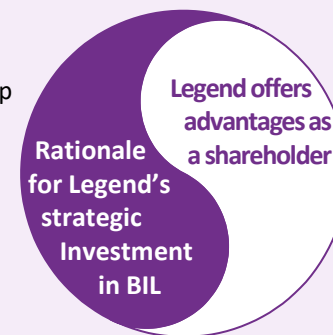 p
Legend offers
advantages as
a shareholder
Rationale
for Legend's
strategic
Investment
in BIL